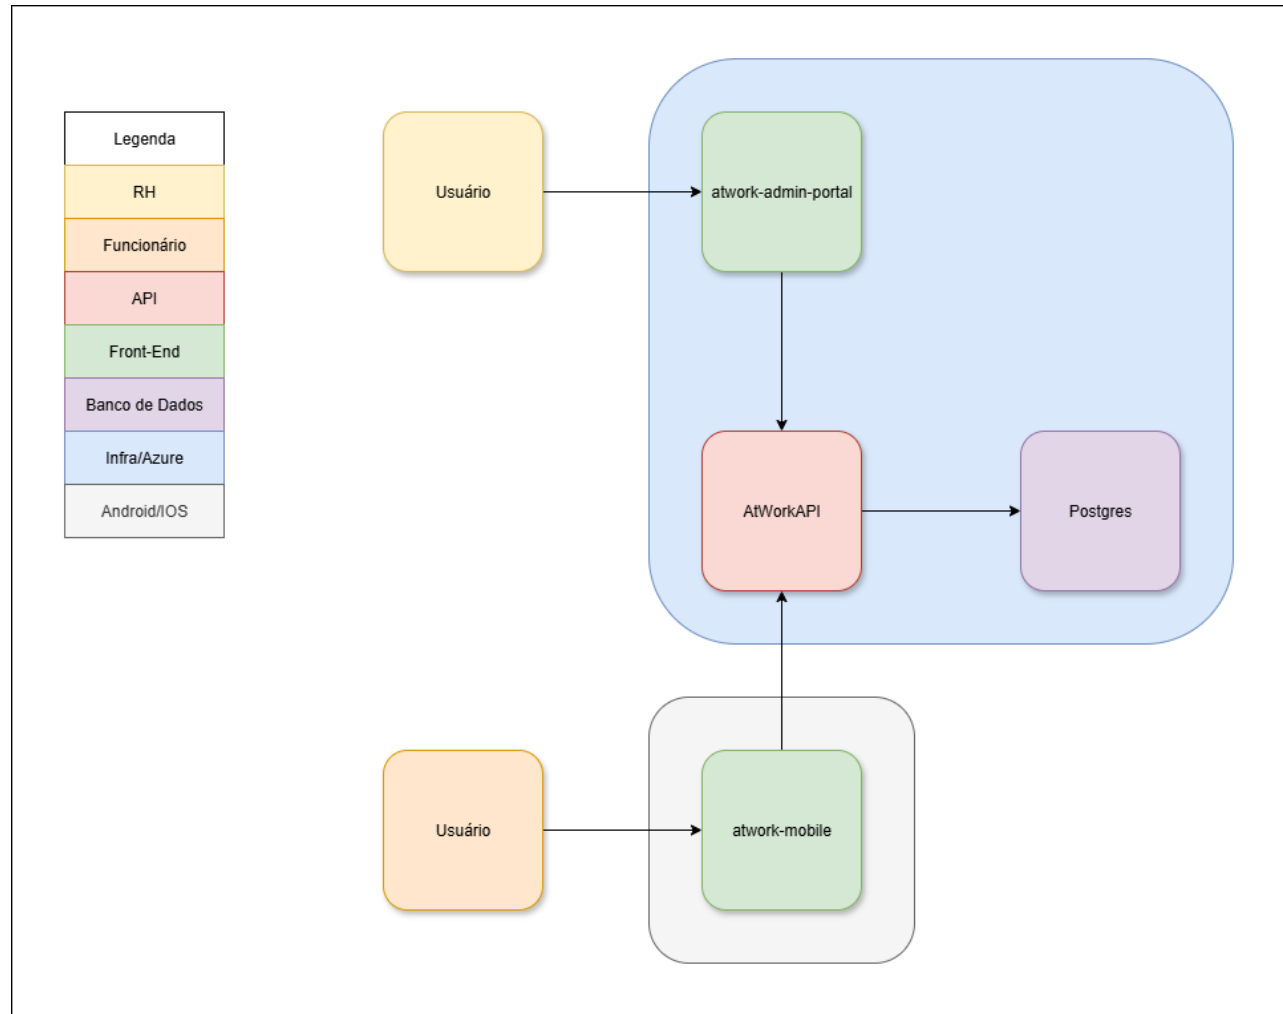 Legenda
RH
Funcionário
API
Front-End
Banco de Dados
Infra/Azure
Android/IOS
Usuário
atwork-admin-portal
AtWorkAPI
Postgres
Usuário
atwork-mobile